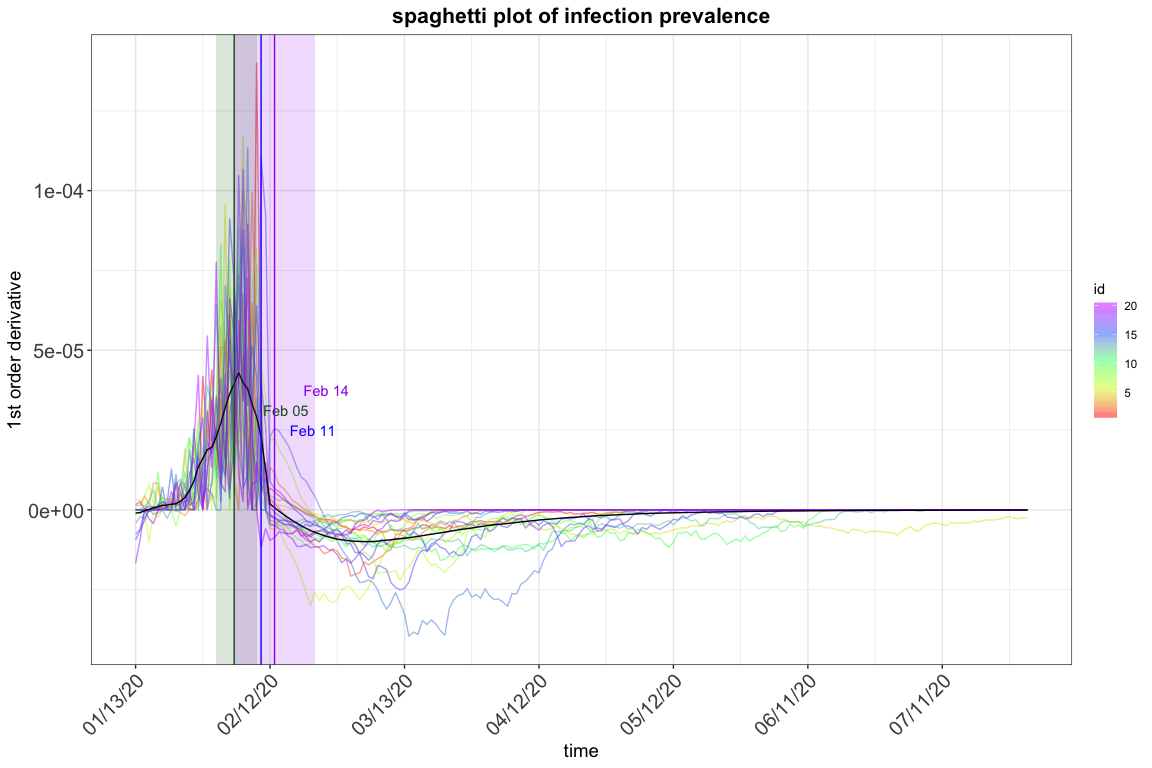 spaghetti plot of infection prevalence
1st order derivative
1e-04
5e-05
0e+00
Feb 14
Feb 05
Feb 11
id
20
15
10
5
01/13/20
02/12/20
03/13/20
04/12/20
05/12/20
06/11/20
07/11/20
time